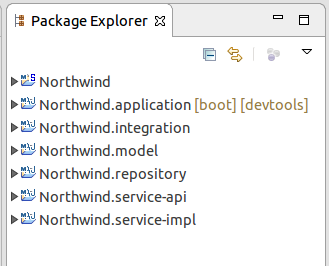 Package Explorer
Northwind
Northwind.application [boot] [devtools]
Northwind.integration
Northwind.model
Northwind.repository
Northwind.service-api
Northwind.service-impl